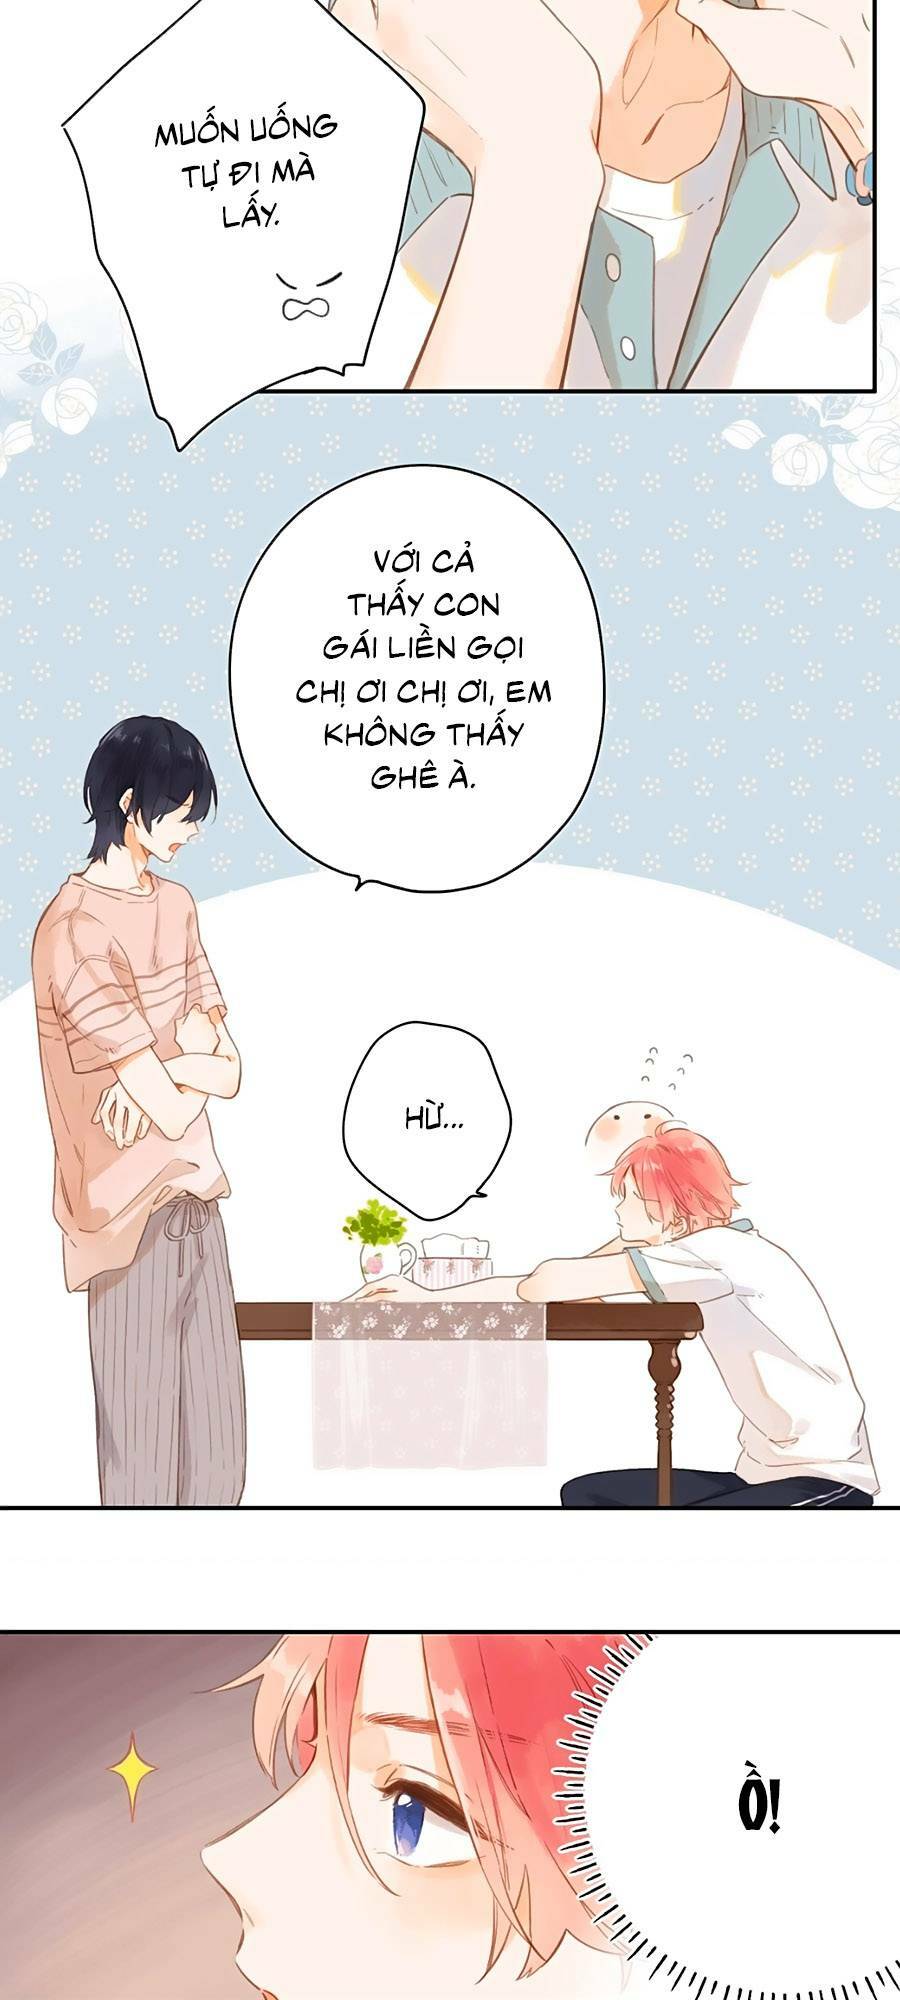 MUỐN UỐNG
TỰ ĐI MÀ
LẤY.
VỚI CẢ
THẤY CON
GÁI LIỀN GỌI
CHỊ ƠI CHỊ ƠI, EM
KHÔNG THẤY
GHÊ À.
HỪ...
Ồ!